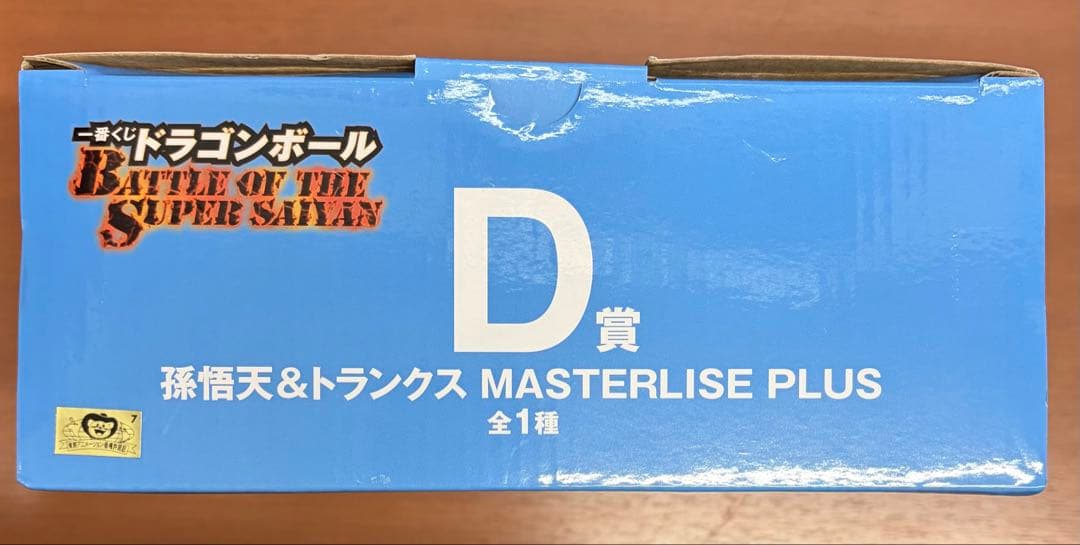 一番くじ ドラゴンボール
BATTLE OF THE
SUPER SAIYAN
D賞
孫悟天&トランクス MASTERLISE PLUS
全1種
7